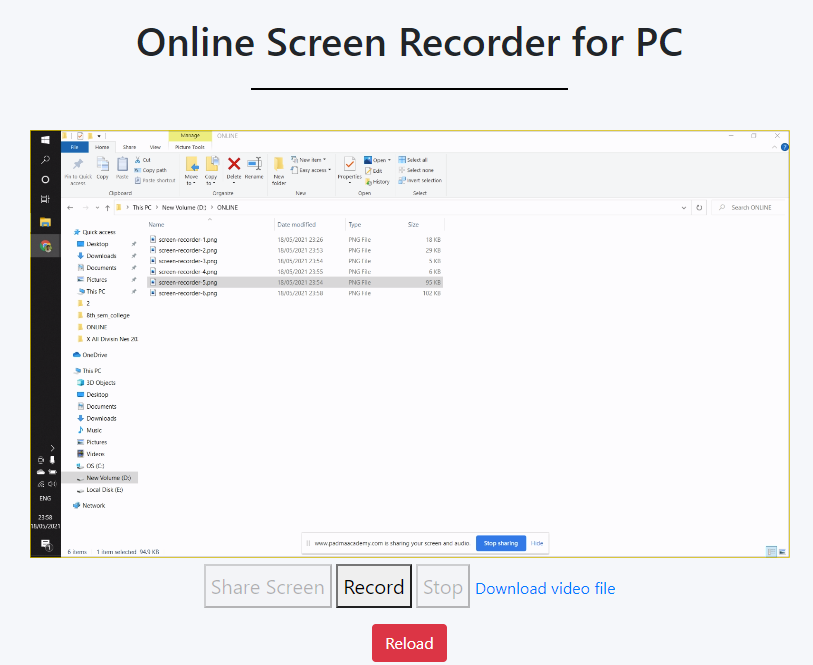 Online Screen Recorder for PC
Manage ONLINE
File Home Share View Picture Tools
Pin to Quick access Copy Paste Cut Copy path Paste shortcut Move to Copy to Delete Rename New folder New item Easy access Properties Open Edit History Select all Select none Invert selection
Clipboard Organize New Open Select
This PC New Volume (D:) ONLINE Search ONLINE
Name Date modified Type Size
screen-recorder-1.png 18/05/2021 23:26 PNG File 18 KB
screen-recorder-2.png 18/05/2021 23:53 PNG File 29 KB
screen-recorder-3.png 18/05/2021 23:54 PNG File 5 KB
screen-recorder-4.png 18/05/2021 23:55 PNG File 6 KB
screen-recorder-5.png 18/05/2021 23:54 PNG File 95 KB
screen-recorder-6.png 18/05/2021 23:58 PNG File 102 KB
Quick access
Desktop
Downloads
Documents
Pictures
This PC
2
8th_sem_college
ONLINE
OneDrive
This PC
3D Objects
Desktop
Documents
Downloads
Music
Pictures
Videos
OS (C:)
New Volume (D:)
Local Disk (E:)
Network
ENG
23:58
18/05/2021
6 items 1 item selected 94.9 KB
www.padmaacademy.com is sharing your screen and audio. Stop sharing Hide
Share Screen Record Stop Download video file
Reload